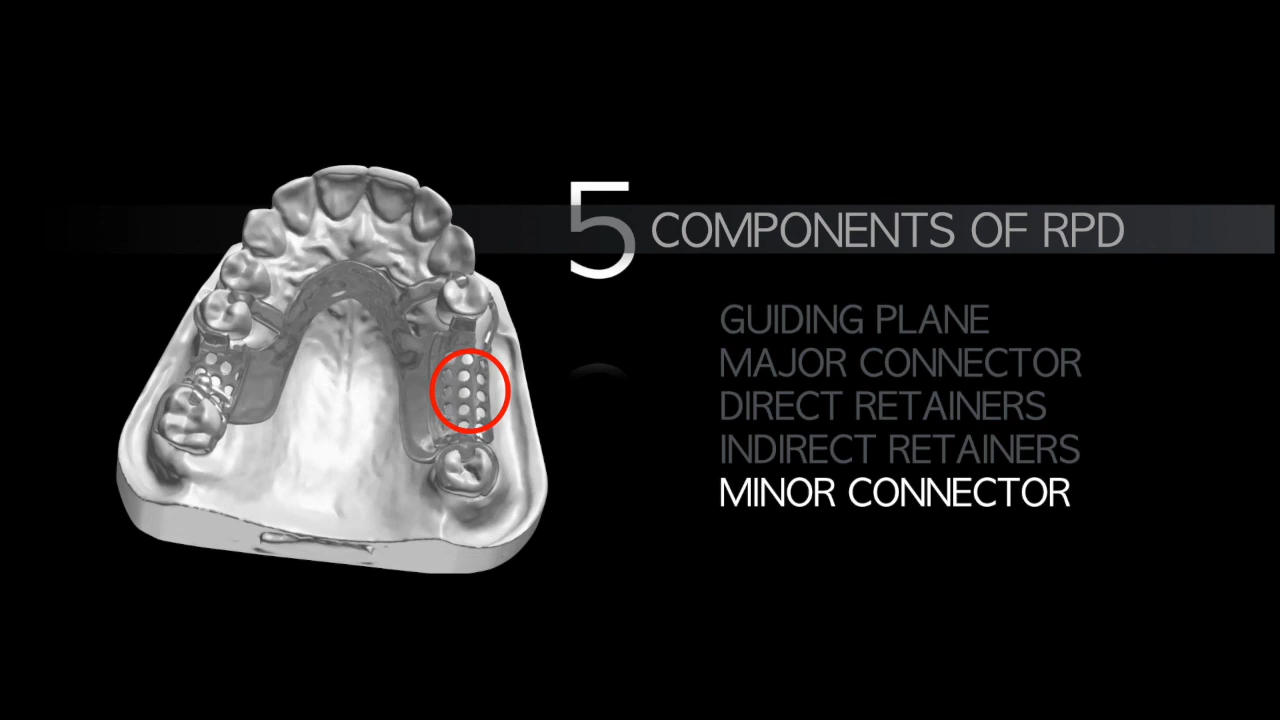 5 COMPONENTS OF RPD
GUIDING PLANE
MAJOR CONNECTOR
DIRECT RETAINERS
INDIRECT RETAINERS
MINOR CONNECTOR